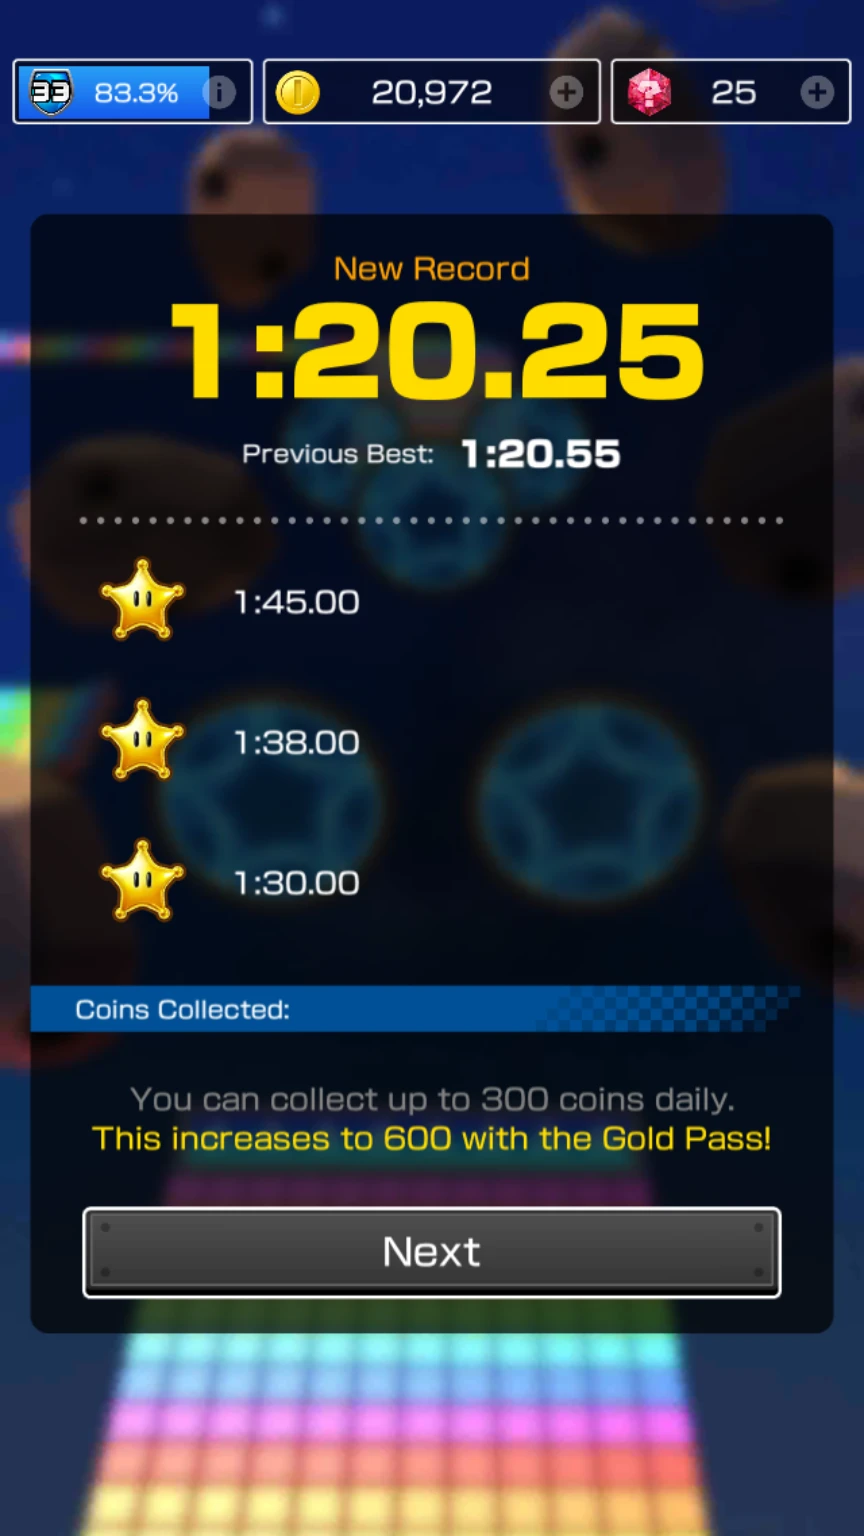 33 83.3% 20,972 25
New Record
1:20.25
Previous Best: 1:20.55
1:45.00
1:38.00
1:30.00
Coins Collected:
You can collect up to 300 coins daily.
This increases to 600 with the Gold Pass!
Next